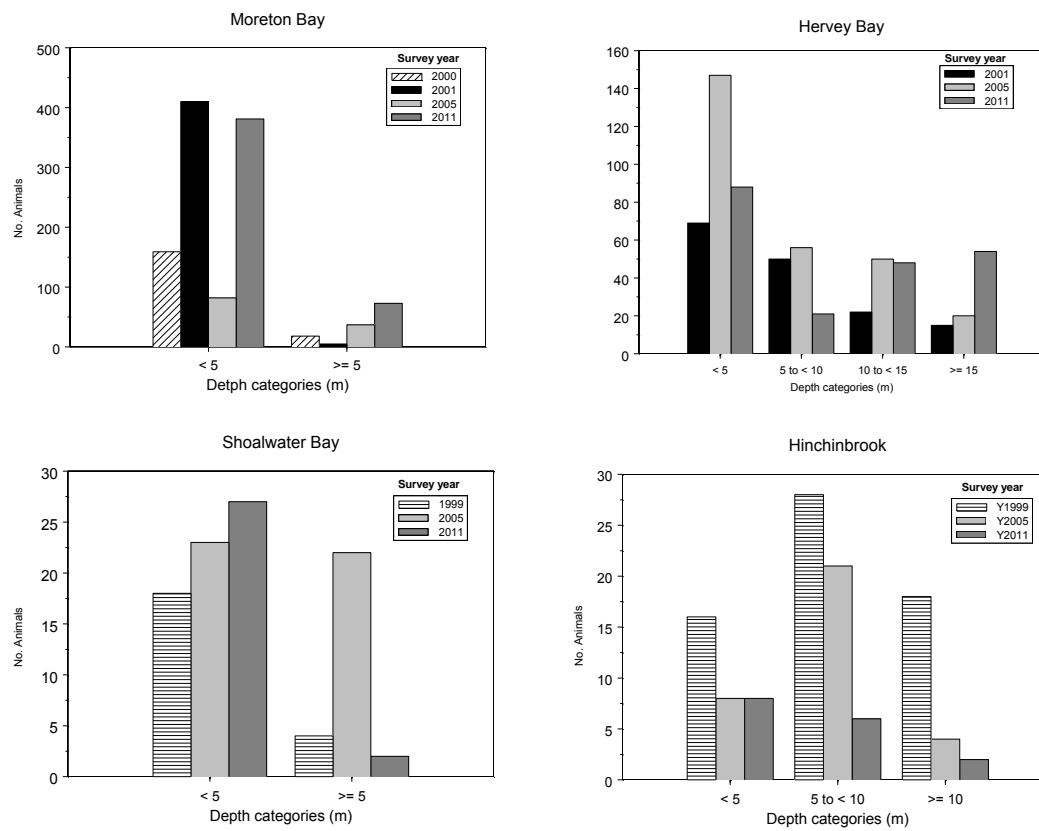 Moreton Bay
500
400
300
200
100
0
No. Animals
Survey year
2000
2001
2005
2011
< 5
>= 5
Detph categories (m)
Hervey Bay
160
140
120
100
80
60
40
20
0
No. Animals
Survey year
2001
2005
2011
< 5
5 to < 10
10 to < 15
>= 15
Depth categories (m)
Shoalwater Bay
30
25
20
15
10
5
0
No. Animals
Survey year
1999
2005
2011
< 5
>= 5
Depth categories (m)
Hinchinbrook
30
25
20
15
10
5
0
No. Animals
Survey year
Y1999
Y2005
Y2011
< 5
5 to < 10
>= 10
Depth categories (m)